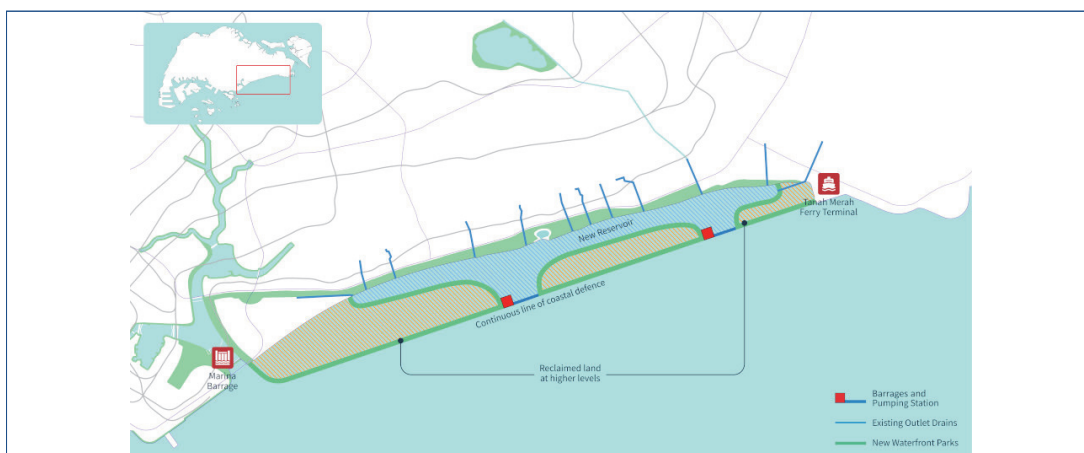 Tanah Merah
Ferry Terminal
New Reservoir
Continuous line of coastal defence
Marina
Barrage
Reclaimed land
at higher levels
Barrages and
Pumping Station
Existing Outlet Drains
New Waterfront Parks